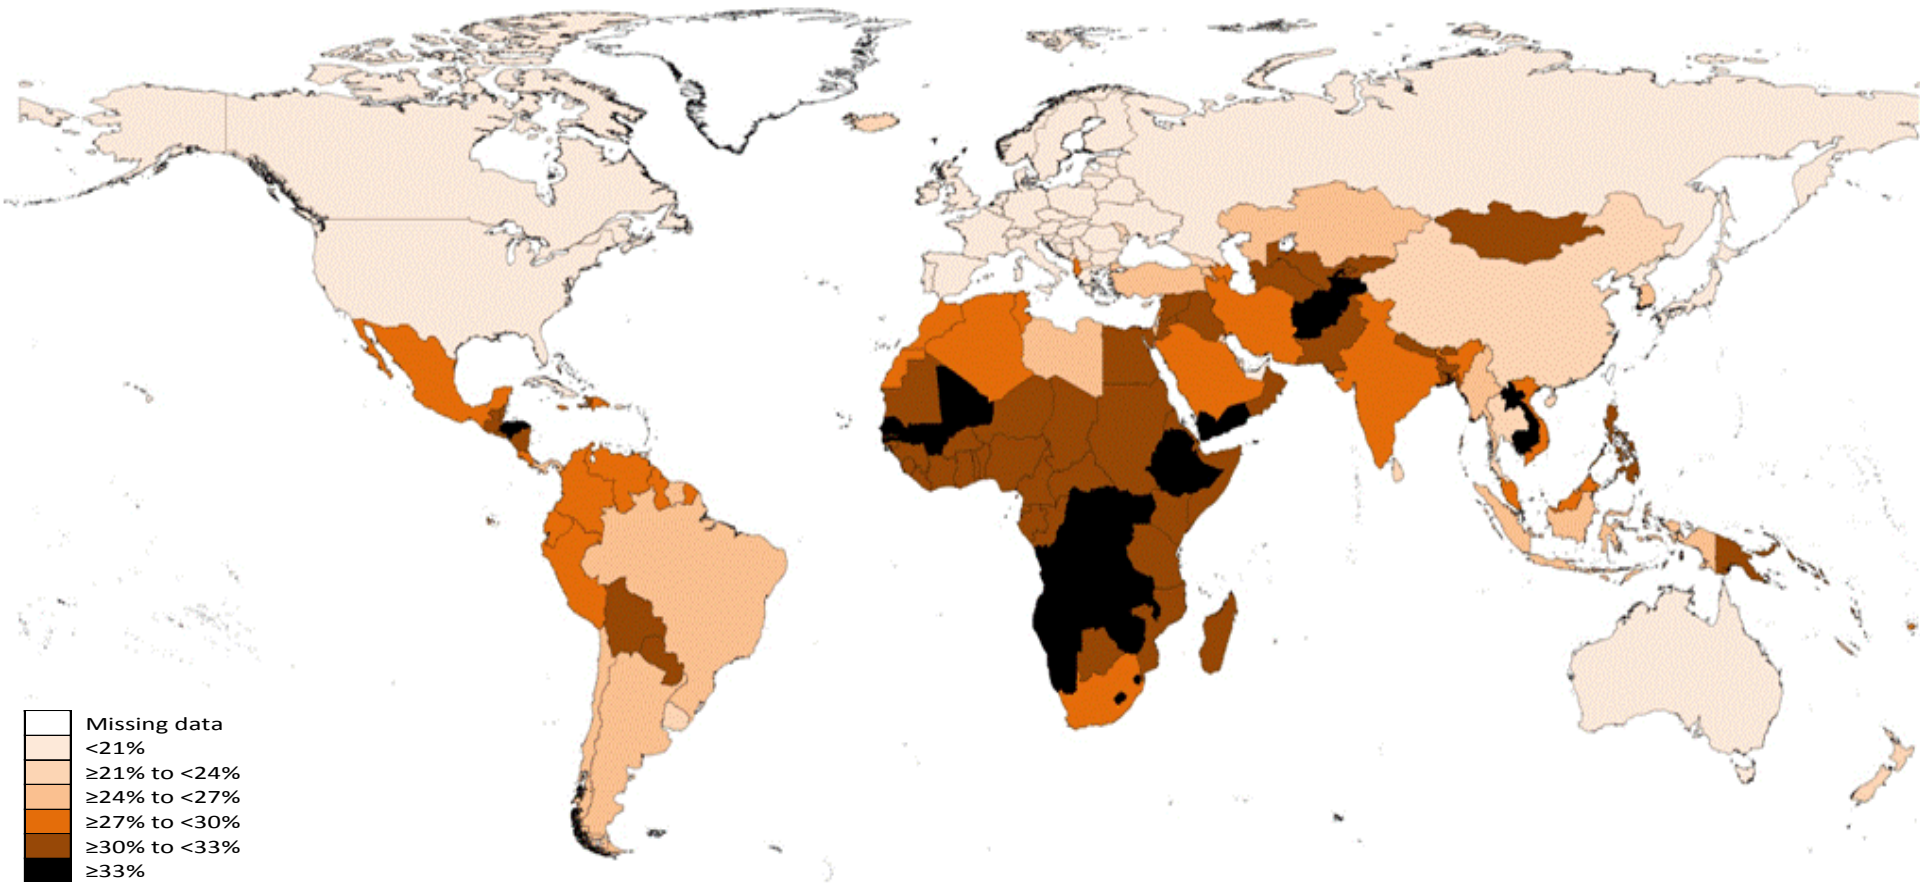 Missing data
<21%
≥21% to <24%
≥24% to <27%
≥27% to <30%
≥30% to <33%
≥33%